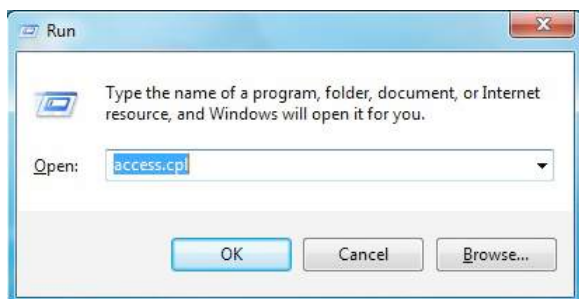 Run
Type the name of a program, folder, document, or Internet
resource, and Windows will open it for you.
Open: access.cpl
OK Cancel Browse...